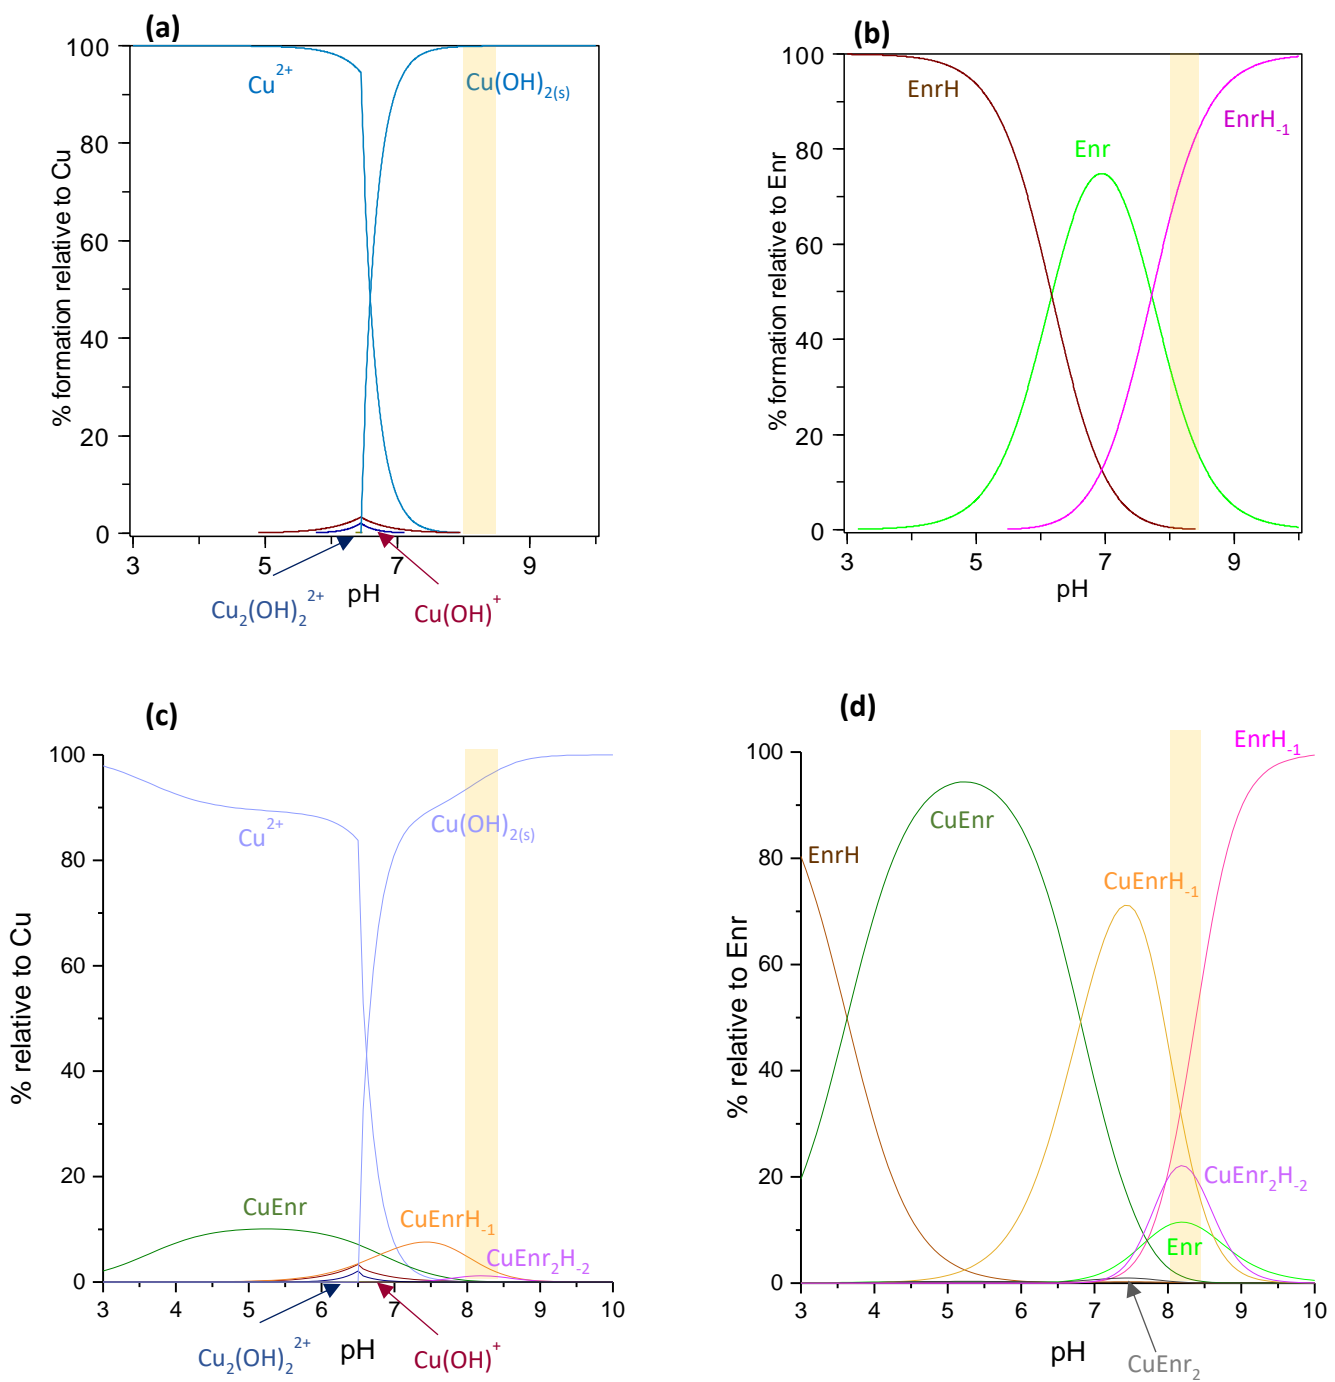 (a)
100
80
60
40
20
0
% formation relative to Cu
Cu²⁺
Cu(OH)₂₍ₛ₎
3 5 7 9
pH
Cu₂(OH)₂²⁺
Cu(OH)⁺
(b)
100
80
60
40
20
0
% formation relative to Enr
EnrH
Enr
EnrH₋₁
3 5 7 9
pH
(c)
100
80
60
40
20
0
% relative to Cu
Cu²⁺
Cu(OH)₂₍ₛ₎
CuEnr
CuEnrH₋₁
CuEnr₂H₋₂
3 4 5 6 7 8 9 10
pH
Cu₂(OH)₂²⁺
Cu(OH)⁺
(d)
100
80
60
40
20
0
% relative to Enr
EnrH₋₁
CuEnr
EnrH
CuEnrH₋₁
CuEnr₂H₋₂
Enr
3 4 5 6 7 8 9 10
pH
CuEnr₂